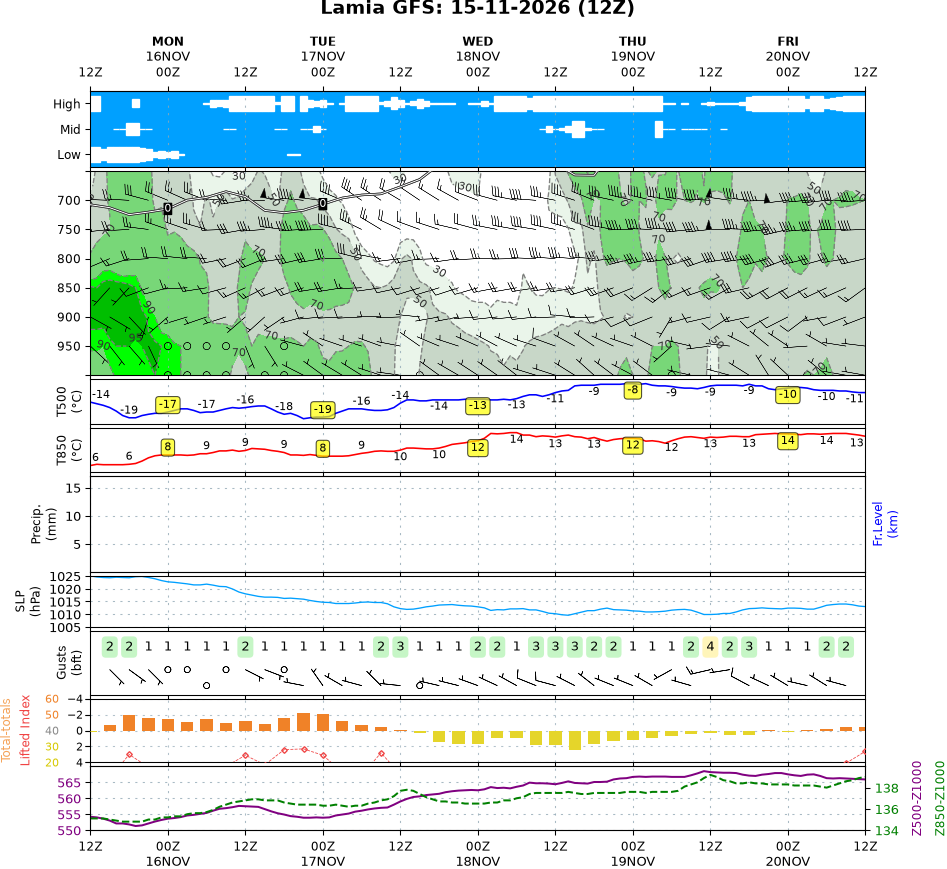 Lamia GFS: 15-11-2026 (12Z)
MON TUE WED THU FRI
16NOV 17NOV 18NOV 19NOV 20NOV
12Z 00Z 12Z 00Z 12Z 00Z 12Z 00Z 12Z 00Z 12Z
High
Mid
Low
700
750
800
850
900
950
30 30 30 50 70 70 70
0 0
70 70 50 30 70
90 70 50
90 95 70 70 70 50 70
T500 (°C)
-14 -19 -17 -17 -16 -18 -19 -16 -14 -14 -13 -13 -11 -9 -8 -9 -9 -9 -10 -10 -11
T850 (°C)
6 6 8 9 9 9 8 9 10 10 12 14 13 13 12 12 13 13 14 14 13
Precip. (mm)
15
10
5
Fr.Level (km)
SLP (hPa)
1025
1020
1015
1010
1005
Gusts (bft)
2 2 1 1 1 1 1 2 1 1 1 1 1 1 2 3 1 1 1 2 2 1 3 3 3 2 2 1 1 1 2 4 2 3 1 1 1 2 2
Total-totals
Lifted Index
60 −4
50 −2
40 0
30 2
20 4
565
560
555
550
138
136
134
Z500-Z1000
Z850-Z1000
12Z 00Z 12Z 00Z 12Z 00Z 12Z 00Z 12Z 00Z 12Z
16NOV 17NOV 18NOV 19NOV 20NOV